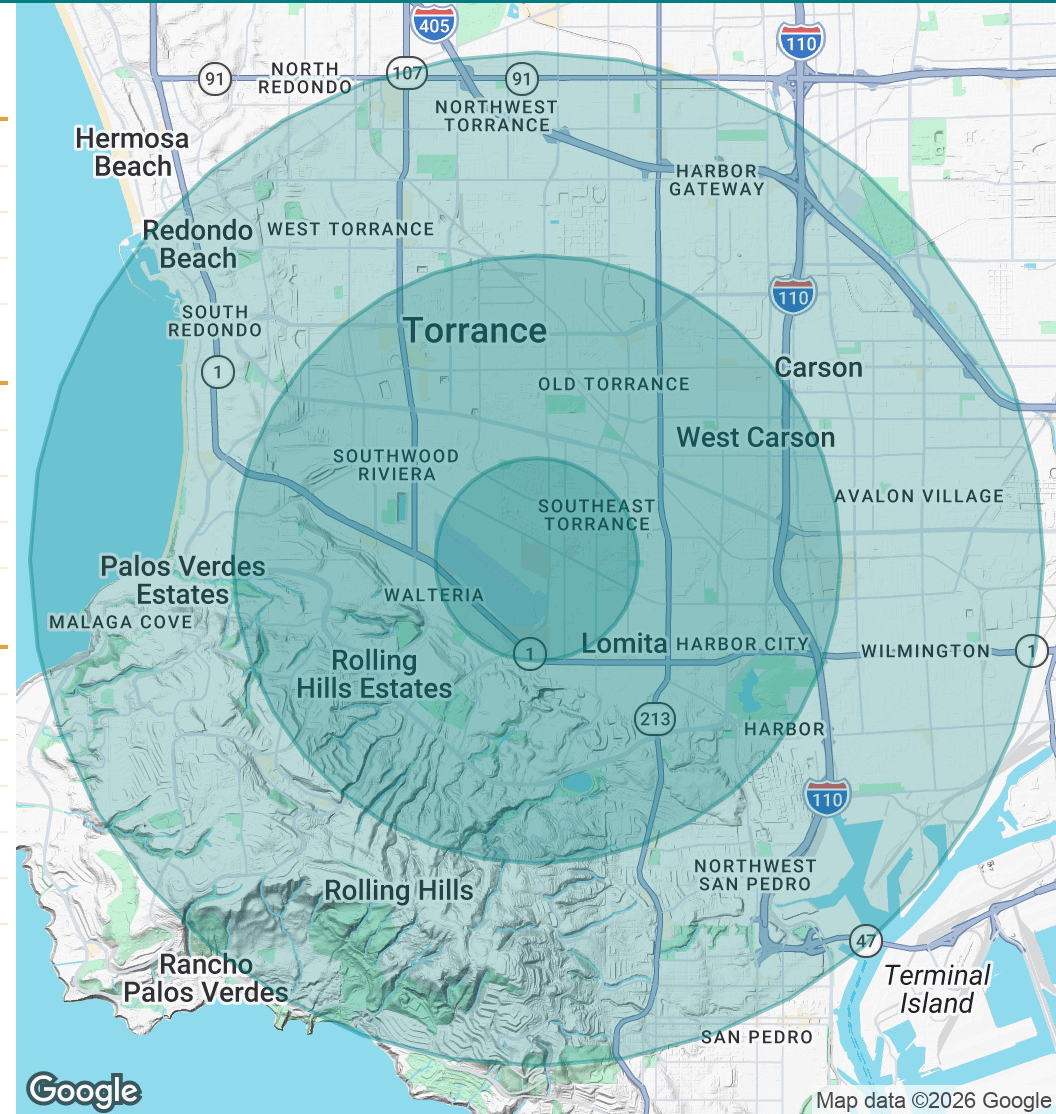 405
110
91
NORTH
REDONDO
107
91
NORTHWEST
TORRANCE
Hermosa
Beach
HARBOR
GATEWAY
Redondo
Beach
WEST TORRANCE
110
SOUTH
REDONDO
Torrance
1
Carson
OLD TORRANCE
West Carson
SOUTHWOOD
RIVIERA
AVALON VILLAGE
SOUTHEAST
TORRANCE
Palos Verdes
Estates
WALTERIA
MALAGA COVE
1
Lomita
HARBOR CITY
WILMINGTON
1
Rolling
Hills Estates
213
HARBOR
110
NORTHWEST
SAN PEDRO
Rolling Hills
47
Rancho
Palos Verdes
Terminal
Island
SAN PEDRO
Google
Map data ©2026 Google